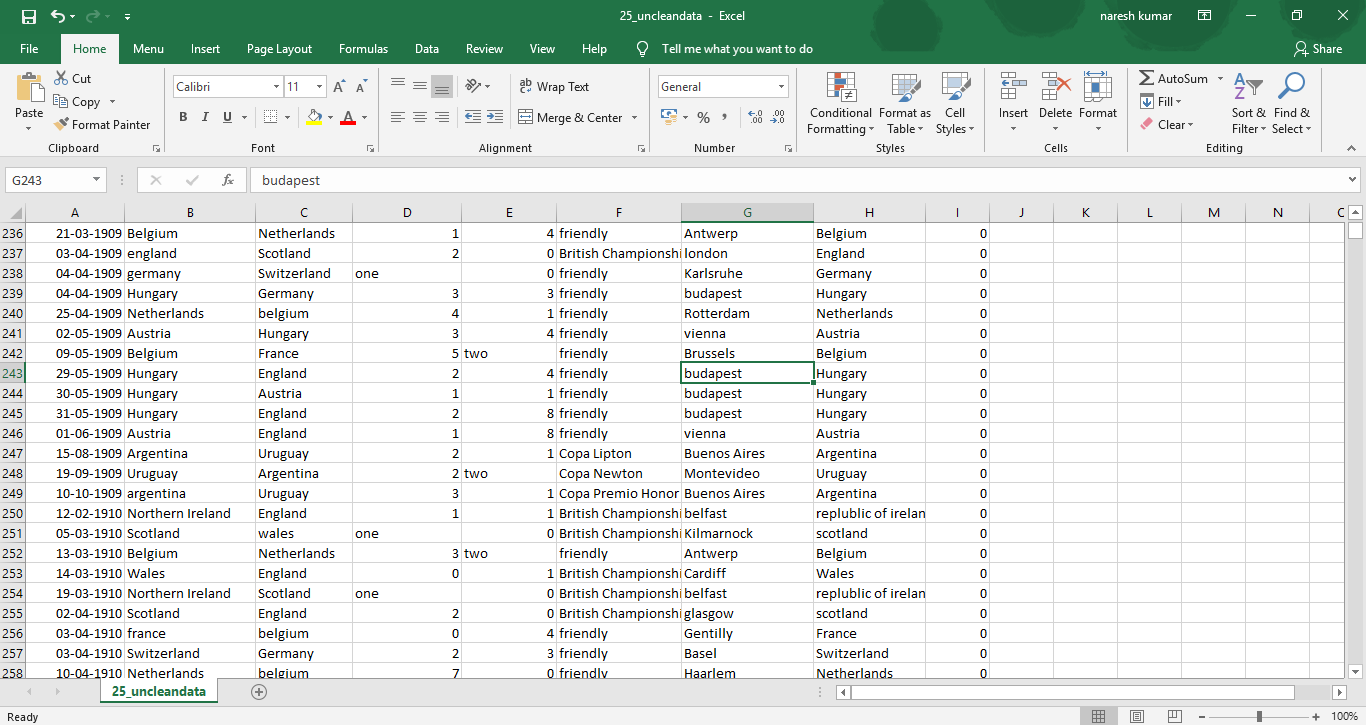 25_uncleandata - Excel
naresh kumar
File Home Menu Insert Page Layout Formulas Data Review View Help Tell me what you want to do Share
Paste Cut Copy Format Painter Clipboard
Calibri 11 A A B I U A Font
ab Wrap Text Merge & Center Alignment
General % , Number
Conditional Formatting Format as Table Cell Styles Styles
Insert Delete Format Cells
AutoSum Fill Clear Sort & Filter Find & Select Editing
G243 fx budapest
A B C D E F G H I J K L M N C
236 21-03-1909 Belgium Netherlands 1 4 friendly Antwerp Belgium 0
237 03-04-1909 england Scotland 2 0 British Championshi london England 0
238 04-04-1909 germany Switzerland one 0 friendly Karlsruhe Germany 0
239 04-04-1909 Hungary Germany 3 3 friendly budapest Hungary 0
240 25-04-1909 Netherlands belgium 4 1 friendly Rotterdam Netherlands 0
241 02-05-1909 Austria Hungary 3 4 friendly vienna Austria 0
242 09-05-1909 Belgium France 5 two friendly Brussels Belgium 0
243 29-05-1909 Hungary England 2 4 friendly budapest Hungary 0
244 30-05-1909 Hungary Austria 1 1 friendly budapest Hungary 0
245 31-05-1909 Hungary England 2 8 friendly budapest Hungary 0
246 01-06-1909 Austria England 1 8 friendly vienna Austria 0
247 15-08-1909 Argentina Uruguay 2 1 Copa Lipton Buenos Aires Argentina 0
248 19-09-1909 Uruguay Argentina 2 two Copa Newton Montevideo Uruguay 0
249 10-10-1909 argentina Uruguay 3 1 Copa Premio Honor Buenos Aires Argentina 0
250 12-02-1910 Northern Ireland England 1 1 British Championshi belfast replublic of irelan 0
251 05-03-1910 Scotland wales one 0 British Championshi Kilmarnock scotland 0
252 13-03-1910 Belgium Netherlands 3 two friendly Antwerp Belgium 0
253 14-03-1910 Wales England 0 1 British Championshi Cardiff Wales 0
254 19-03-1910 Northern Ireland Scotland one 0 British Championshi belfast replublic of irelan 0
255 02-04-1910 Scotland England 2 0 British Championshi glasgow scotland 0
256 03-04-1910 france belgium 0 4 friendly Gentilly France 0
257 03-04-1910 Switzerland Germany 2 3 friendly Basel Switzerland 0
258 10-04-1910 Netherlands belgium 7 0 friendly Haarlem Netherlands 0
25_uncleandata
Ready 100%